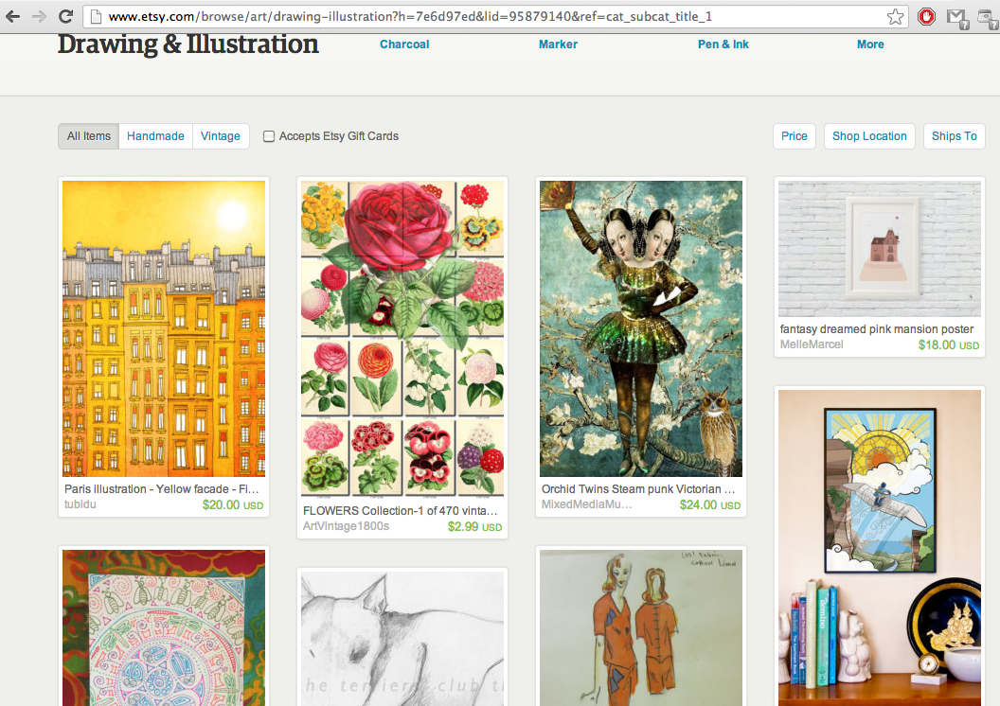 www.etsy.com/browse/art/drawing-illustration?h=7e6d97ed&lid=95879140&ref=cat_subcat_title_1
Drawing & Illustration
Charcoal
Marker
Pen & Ink
More
All Items
Handmade
Vintage
Accepts Etsy Gift Cards
Price
Shop Location
Ships To
Paris illustration - Yellow facade - Fi...
tubidu
$20.00 USD
FLOWERS Collection-1 of 470 vinta...
ArtVintage1800s
$2.99 USD
Orchid Twins Steam punk Victorian ...
MixedMediaMu...
$24.00 USD
fantasy dreamed pink mansion poster
MelleMarcel
$18.00 USD
he terriers club t